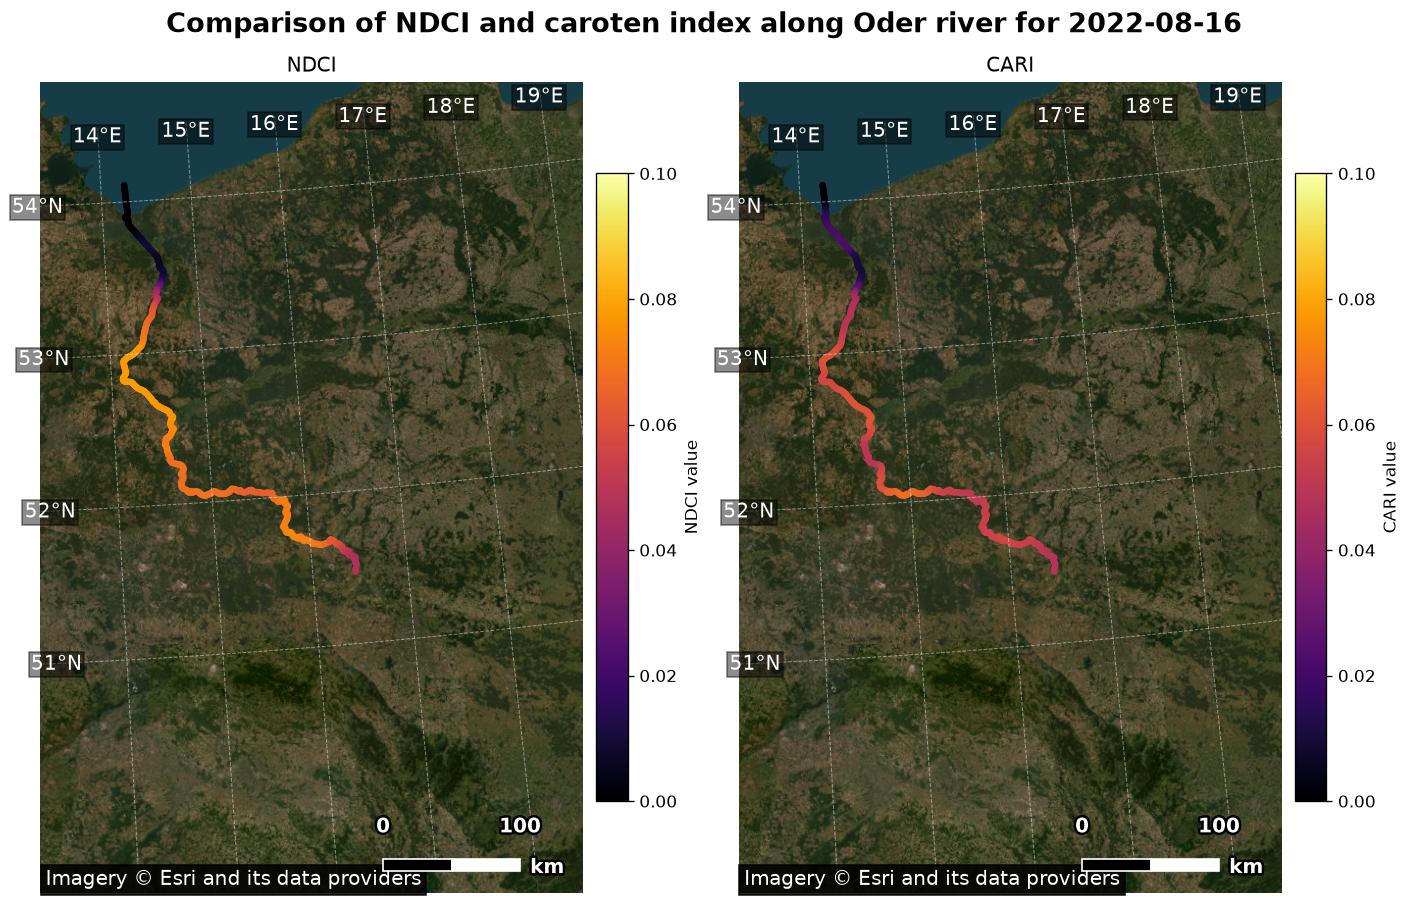 Comparison of NDCI and caroten index along Oder river for 2022-08-16
NDCI
14°E
15°E
16°E
17°E
18°E
19°E
54°N
53°N
52°N
51°N
0
100
km
Imagery © Esri and its data providers
0.10
0.08
0.06
0.04
0.02
0.00
NDCI value
CARI
14°E
15°E
16°E
17°E
18°E
19°E
54°N
53°N
52°N
51°N
0
100
km
Imagery © Esri and its data providers
0.10
0.08
0.06
0.04
0.02
0.00
CARI value